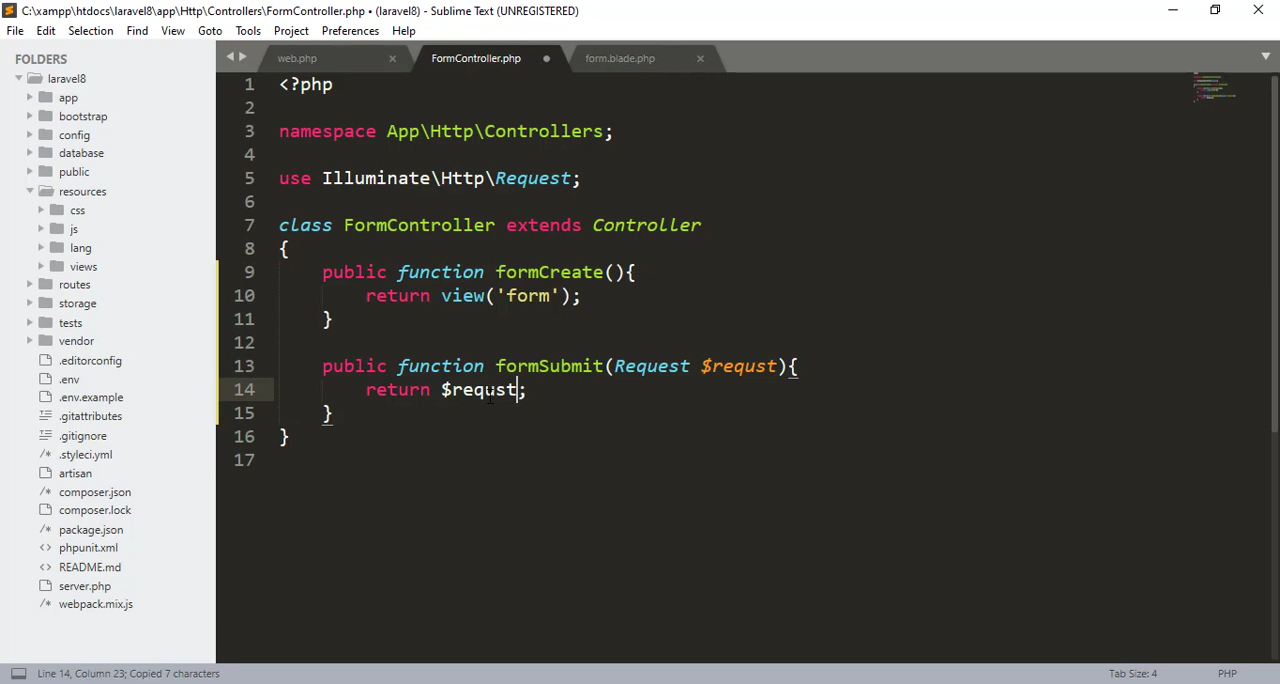 C:\xampp\htdocs\laravel8\app\Http\Controllers\FormController.php • (laravel8) - Sublime Text (UNREGISTERED)
File Edit Selection Find View Goto Tools Project Preferences Help
FOLDERS
laravel8
app
bootstrap
config
database
public
resources
css
js
lang
views
routes
storage
tests
vendor
.editorconfig
.env
.env.example
.gitattributes
.gitignore
/* .styleci.yml
artisan
/* composer.json
composer.lock
/* package.json
<> phpunit.xml
<> README.md
server.php
/* webpack.mix.js
web.php FormController.php form.blade.php
1 <?php
2
3 namespace App\Http\Controllers;
4
5 use Illuminate\Http\Request;
6
7 class FormController extends Controller
8 {
9 public function formCreate(){
10 return view('form');
11 }
12
13 public function formSubmit(Request $requst){
14 return $requst;
15 }
16 }
17
Line 14, Column 23; Copied 7 characters Tab Size: 4 PHP